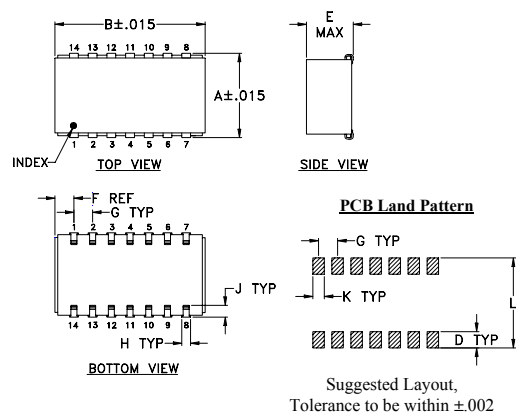 B±.015
14 13 12 11 10 9 8
A±.015
INDEX
1 2 3 4 5 6 7
TOP VIEW
E
MAX
SIDE VIEW
F REF
G TYP
1 2 3 4 5 6 7
J TYP
14 13 12 11 10 9 8
H TYP
BOTTOM VIEW
PCB Land Pattern
G TYP
K TYP
L
D TYP
Suggested Layout,
Tolerance to be within ±.002